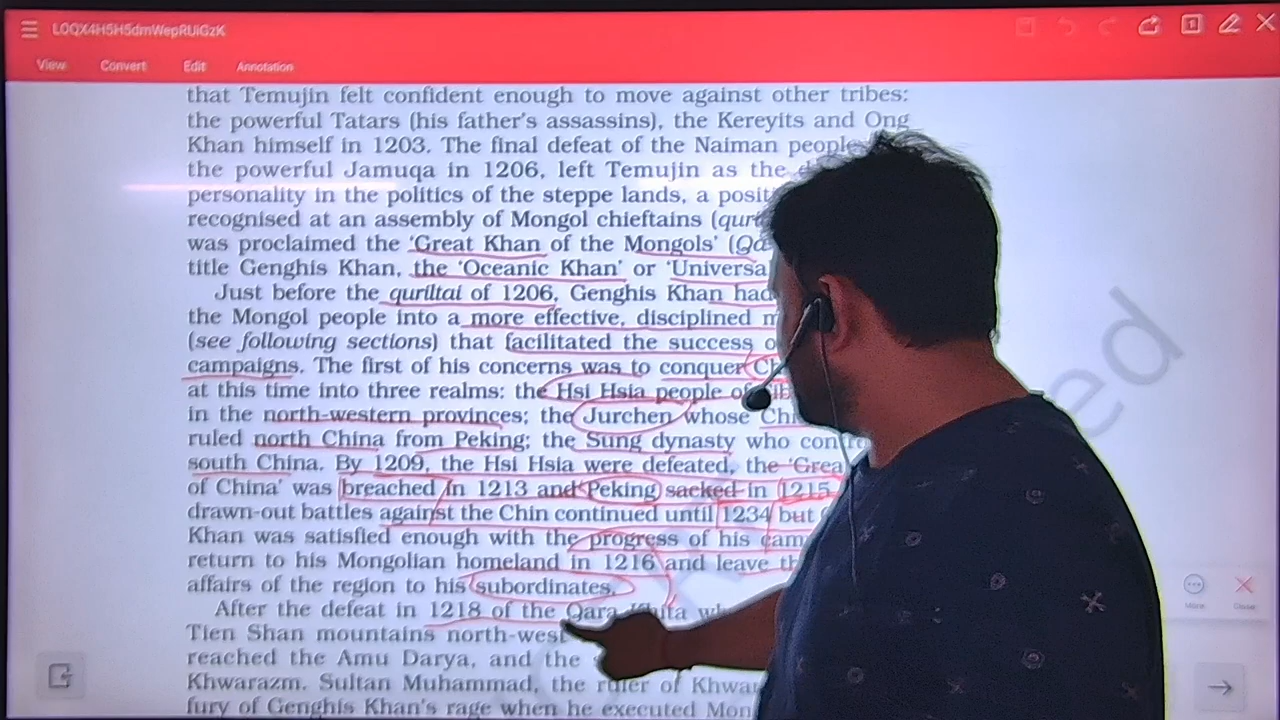 L0QX4H5H5dmWepRUiGzK
View Convert Edit Annotation
that Temujin felt confident enough to move against other tribes:
the powerful Tatars (his father's assassins), the Kereyits and Ong
Khan himself in 1203. The final defeat of the Naiman people
the powerful Jamuqa in 1206, left Temujin as the
personality in the politics of the steppe lands, a
recognised at an assembly of Mongol chieftains
was proclaimed the 'Great Khan of the Mongols'
title Genghis Khan, the 'Oceanic Khan' or
Just before the quriltai of 1206, Genghis Khan had
the Mongol people into a more effective, disciplined
(see following sections) that facilitated the success
campaigns. The first of his concerns was to conquer
at this time into three realms: the Hsi Hsia people of
in the north-western provinces; the Jurchen whose
ruled north China from Peking; the Sung dynasty who
south China. By 1209, the Hsi Hsia were defeated, the
of China' was breached in 1213 and Peking sacked in 1215
drawn-out battles against the Chin continued until 1234 but
Khan was satisfied enough with the progress of his
return to his Mongolian homeland in 1216 and leave
affairs of the region to his subordinates.
After the defeat in 1218 of the Qara Khita
Tien Shan mountains
reached the Amu Darya, and the
Khwarazm. Sultan Muhammad, the ruler of
fury of Genghis Khan's rage when he executed
More Close